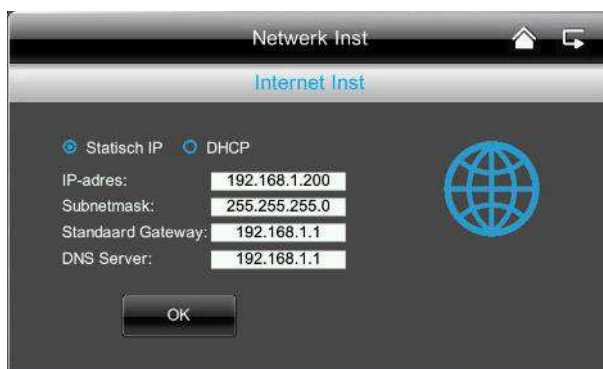 Netwerk Inst
Internet Inst
Statisch IP DHCP
IP-adres: 192.168.1.200
Subnetmask: 255.255.255.0
Standaard Gateway: 192.168.1.1
DNS Server: 192.168.1.1
OK